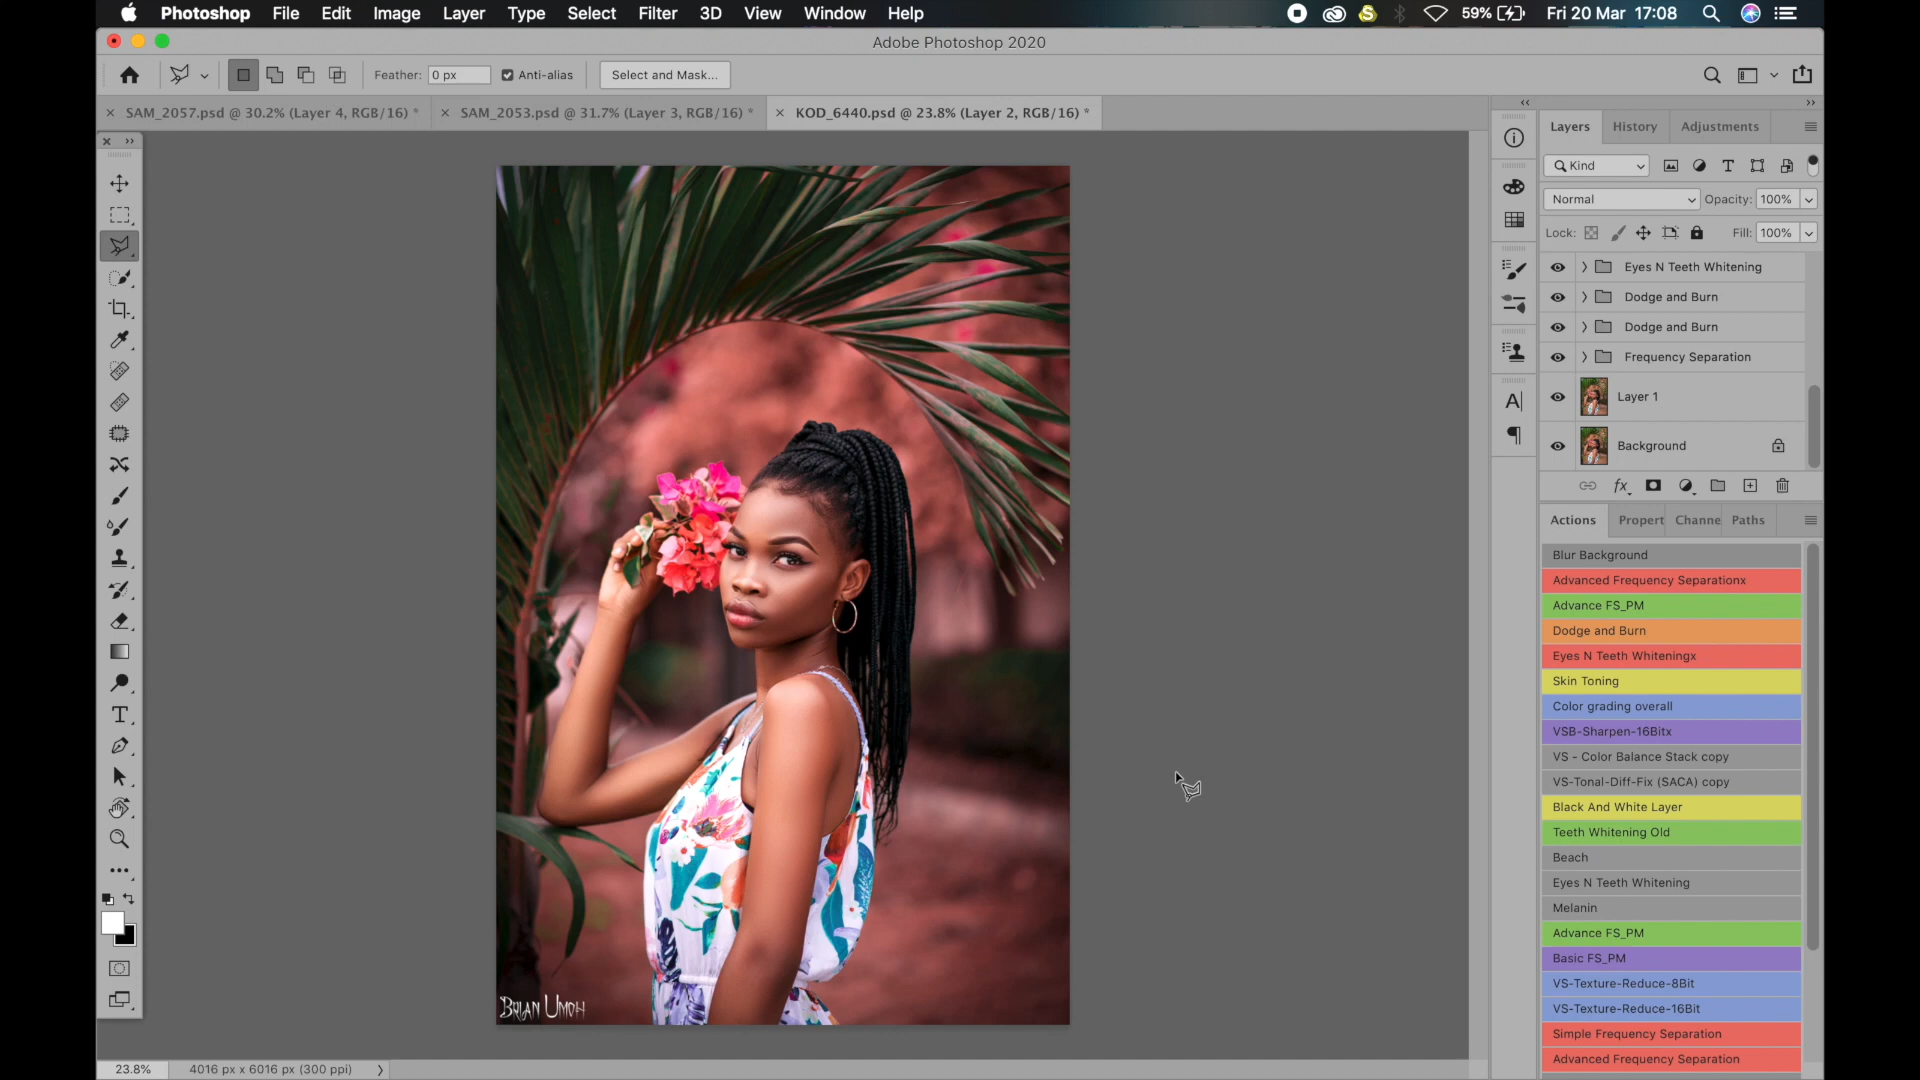 Photoshop File Edit Image Layer Type Select Filter 3D View Window Help 59% Fri 20 Mar 17:08
Adobe Photoshop 2020
Feather: 0 px Anti-alias Select and Mask...
SAM_2057.psd @ 30.2% (Layer 4, RGB/16) * SAM_2053.psd @ 31.7% (Layer 3, RGB/16) * KOD_6440.psd @ 23.8% (Layer 2, RGB/16) *
Layers History Adjustments
Kind
Normal Opacity: 100%
Lock: Fill: 100%
Eyes N Teeth Whitening
Dodge and Burn
Dodge and Burn
Frequency Separation
Layer 1
Background
fx
Actions Propert Channe Paths
Blur Background
Advanced Frequency Separationx
Advance FS_PM
Dodge and Burn
Eyes N Teeth Whiteningx
Skin Toning
Color grading overall
VSB-Sharpen-16Bitx
VS - Color Balance Stack copy
VS-Tonal-Diff-Fix (SACA) copy
Black And White Layer
Teeth Whitening Old
Beach
Eyes N Teeth Whitening
Melanin
Advance FS_PM
Basic FS_PM
VS-Texture-Reduce-8Bit
VS-Texture-Reduce-16Bit
Simple Frequency Separation
Advanced Frequency Separation
BRIAN UMOH
23.8% 4016 px x 6016 px (300 ppi)